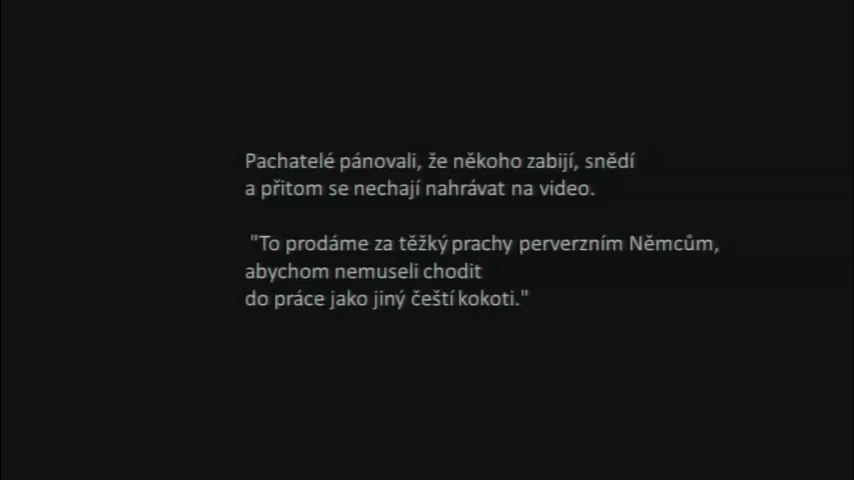 Pachatelé pánovali, že někoho zabijí, snědí
a přitom se nechají nahrávat na video.
"To prodáme za těžký prachy perverzním Němcům,
abychom nemuseli chodit
do práce jako jiný čeští kokoti."